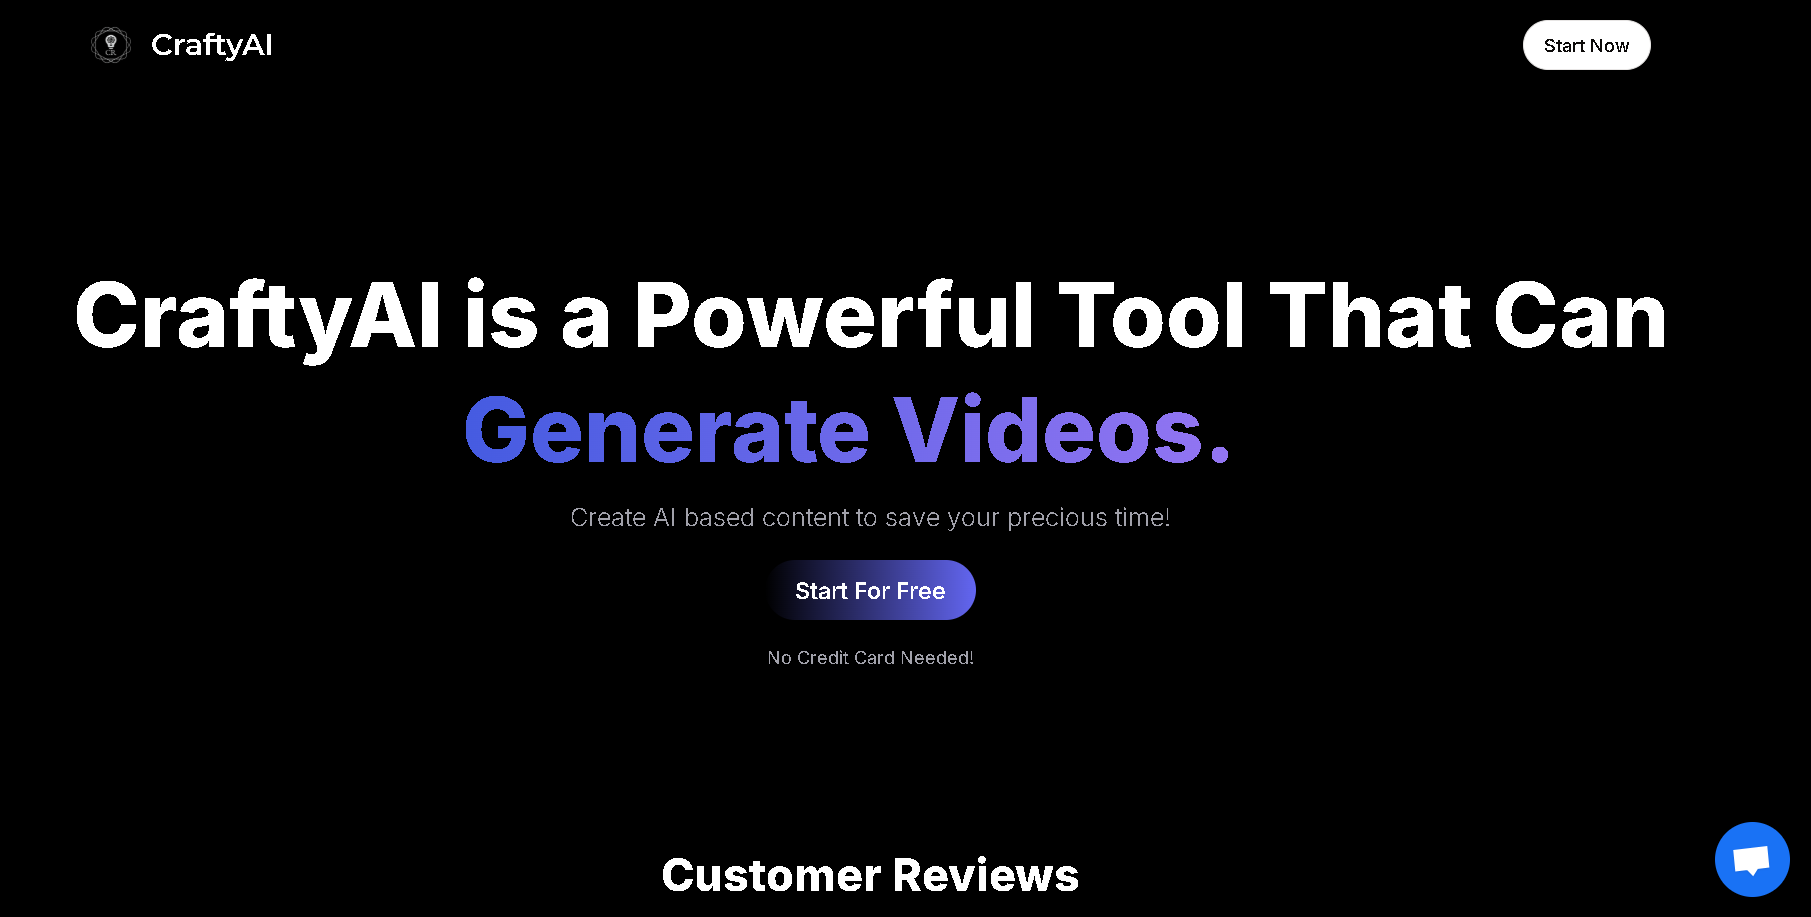 CraftyAI
Start Now
CraftyAI is a Powerful Tool That Can
Generate Videos.
Create AI based content to save your precious time!
Start For Free
No Credit Card Needed!
Customer Reviews